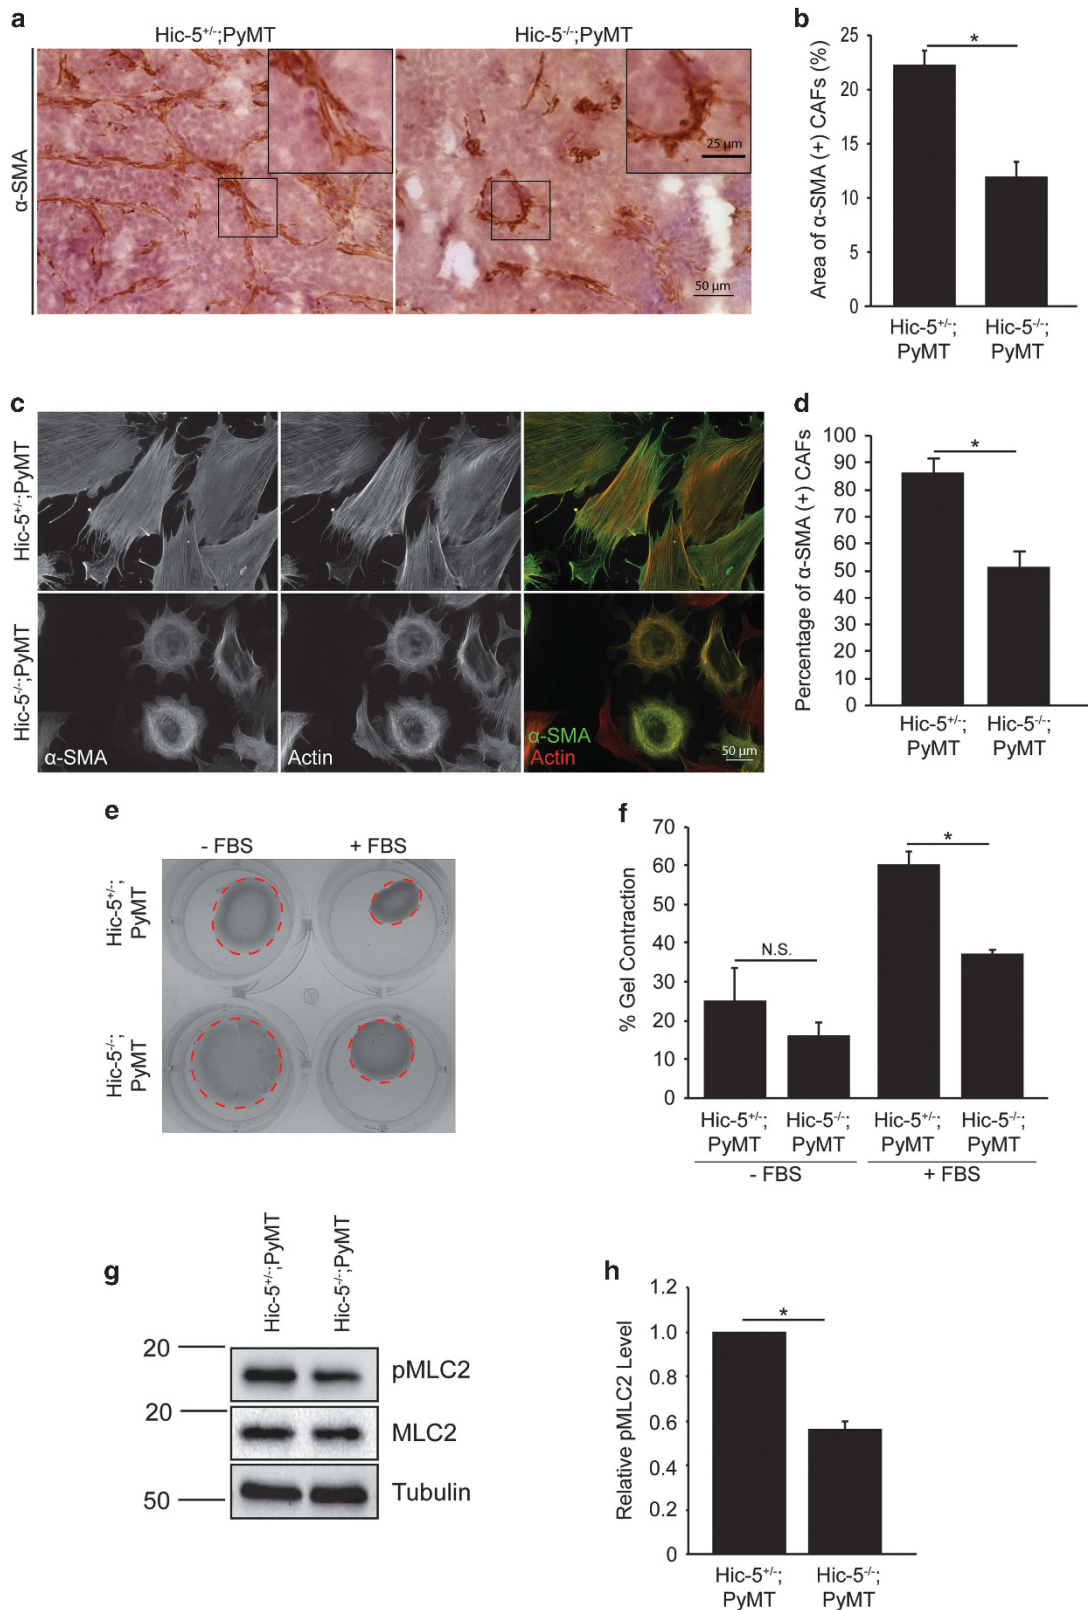 a
Hic-5+/-;PyMT
Hic-5-/-;PyMT
α-SMA
25 µm
50 µm
b
Area of α-SMA (+) CAFs (%)
25
20
15
10
5
0
*
Hic-5+/-;
PyMT
Hic-5-/-;
PyMT
c
Hic-5+/-;PyMT
Hic-5-/-;PyMT
α-SMA
Actin
α-SMA
Actin
50 µm
d
Percentage of α-SMA (+) CAFs
100
90
80
70
60
50
40
30
20
10
0
*
Hic-5+/-;
PyMT
Hic-5-/-;
PyMT
e
- FBS
+ FBS
Hic-5+/-;
PyMT
Hic-5-/-;
PyMT
f
% Gel Contraction
70
60
50
40
30
20
10
0
N.S.
*
Hic-5+/-;
PyMT
Hic-5-/-;
PyMT
Hic-5+/-;
PyMT
Hic-5-/-;
PyMT
- FBS
+ FBS
g
Hic-5+/-;PyMT
Hic-5-/-;PyMT
20
pMLC2
20
MLC2
50
Tubulin
h
Relative pMLC2 Level
1.2
1.0
0.8
0.6
0.4
0.2
0
*
Hic-5+/-;
PyMT
Hic-5-/-;
PyMT